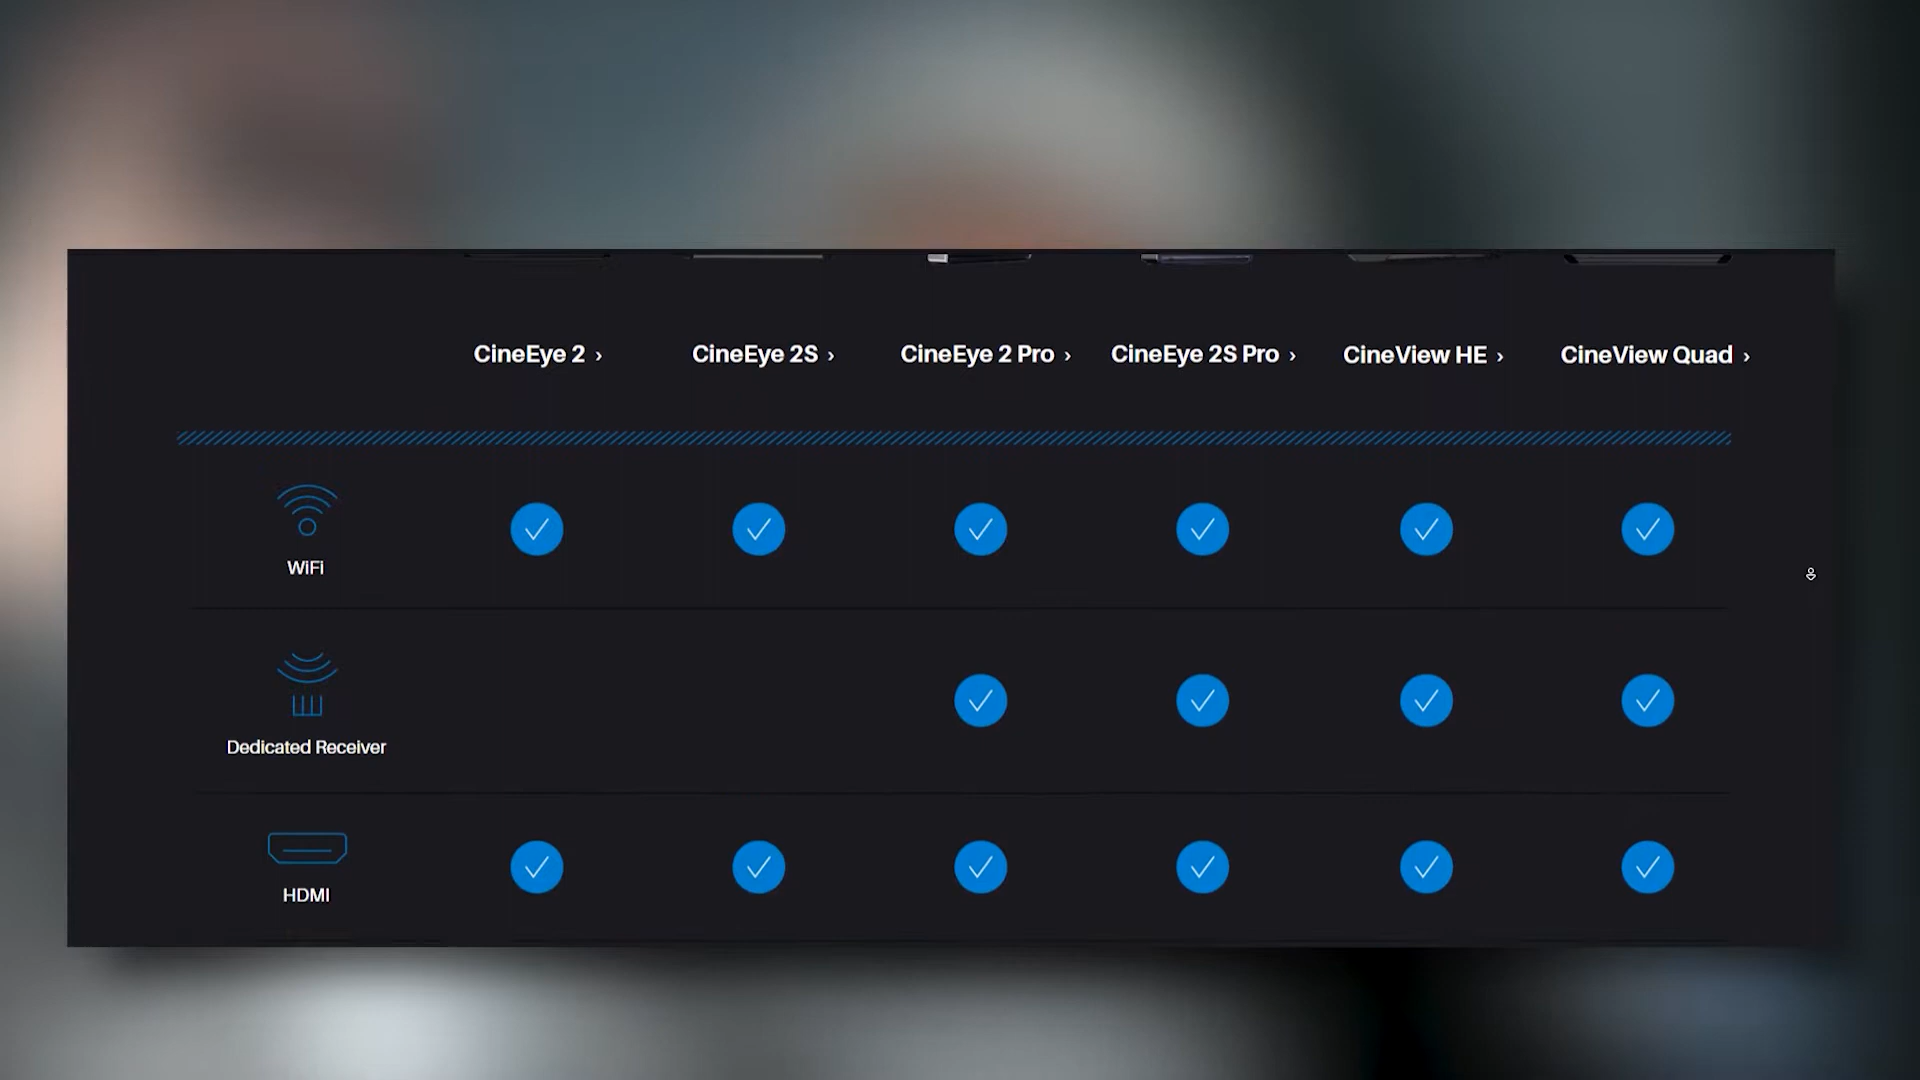 CineEye 2 › CineEye 2S › CineEye 2 Pro › CineEye 2S Pro › CineView HE › CineView Quad ›
WiFi
Dedicated Receiver
HDMI